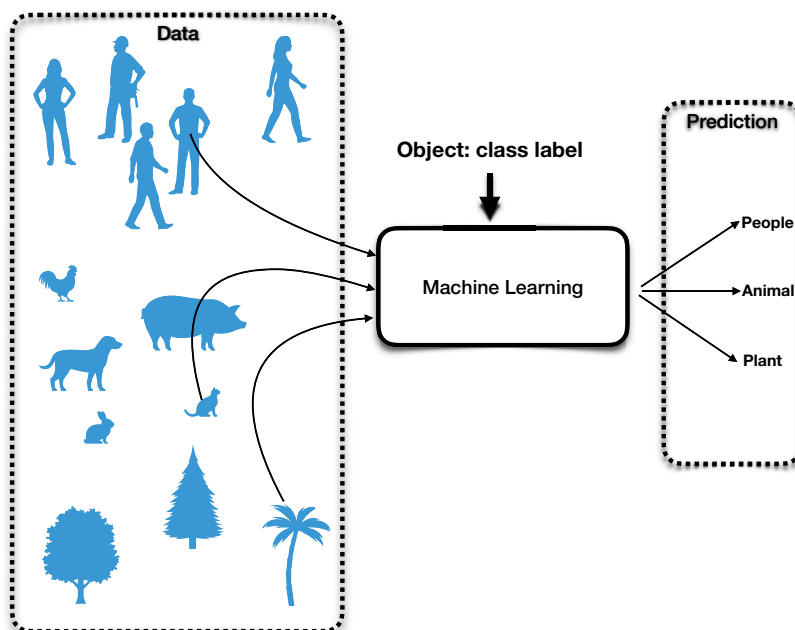 Data
Object: class label
Machine Learning
Prediction
People
Animal
Plant